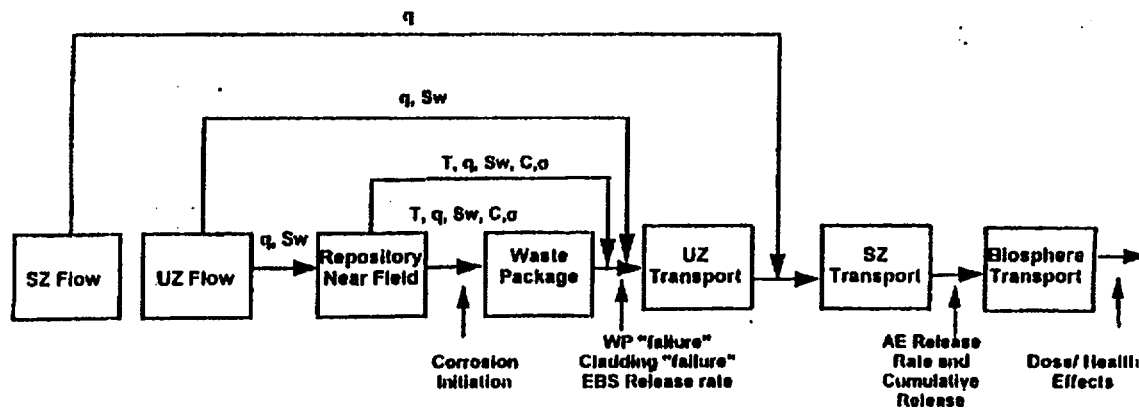 q
q, Sw
T, q, Sw, C,σ
T, q, Sw, C,σ
q, Sw
SZ Flow
UZ Flow
Repository
Near Field
Waste
Package
UZ
Transport
SZ
Transport
Biosphere
Transport
Corrosion
Initiation
WP "failure"
Cladding "failure"
EBS Release rate
AE Release
Rate and
Cumulative
Release
Dose/ Health
Effects